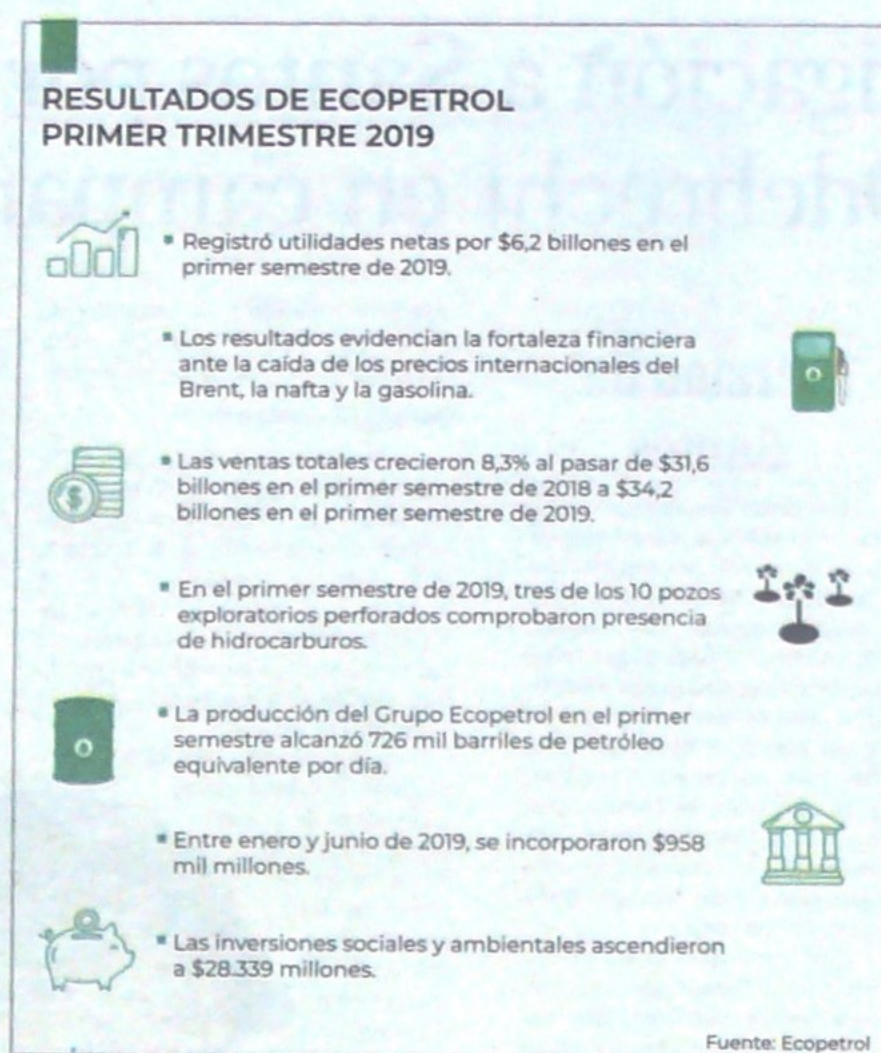 RESULTADOS DE ECOPETROL
PRIMER TRIMESTRE 2019
▪ Registró utilidades netas por $6,2 billones en el
primer semestre de 2019.
▪ Los resultados evidencian la fortaleza financiera
ante la caída de los precios internacionales del
Brent, la nafta y la gasolina.
▪ Las ventas totales crecieron 8,3% al pasar de $31,6
billones en el primer semestre de 2018 a $34,2
billones en el primer semestre de 2019.
▪ En el primer semestre de 2019, tres de los 10 pozos
exploratorios perforados comprobaron presencia
de hidrocarburos.
▪ La producción del Grupo Ecopetrol en el primer
semestre alcanzó 726 mil barriles de petróleo
equivalente por día.
▪ Entre enero y junio de 2019, se incorporaron $958
mil millones.
▪ Las inversiones sociales y ambientales ascendieron
a $28.339 millones.
Fuente: Ecopetrol